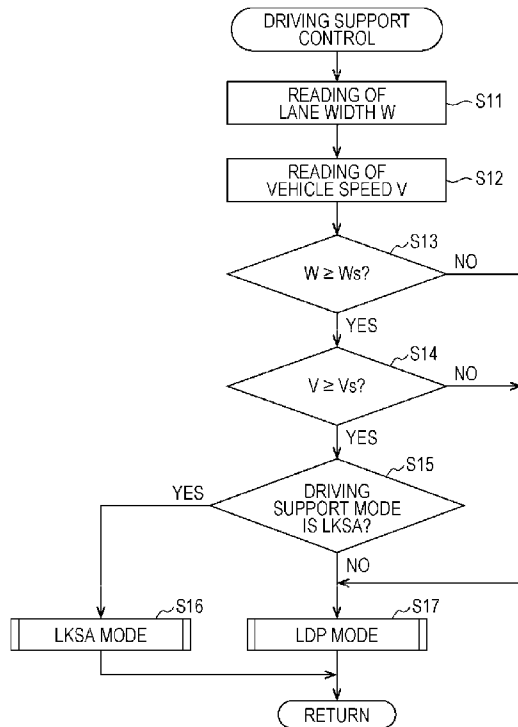 DRIVING SUPPORT
CONTROL
READING OF
LANE WIDTH W
S11
READING OF
VEHICLE SPEED V
S12
S13
W ≥ Ws?
NO
YES
S14
V ≥ Vs?
NO
YES
S15
YES
DRIVING
SUPPORT MODE
IS LKSA?
NO
S16
LKSA MODE
S17
LDP MODE
RETURN